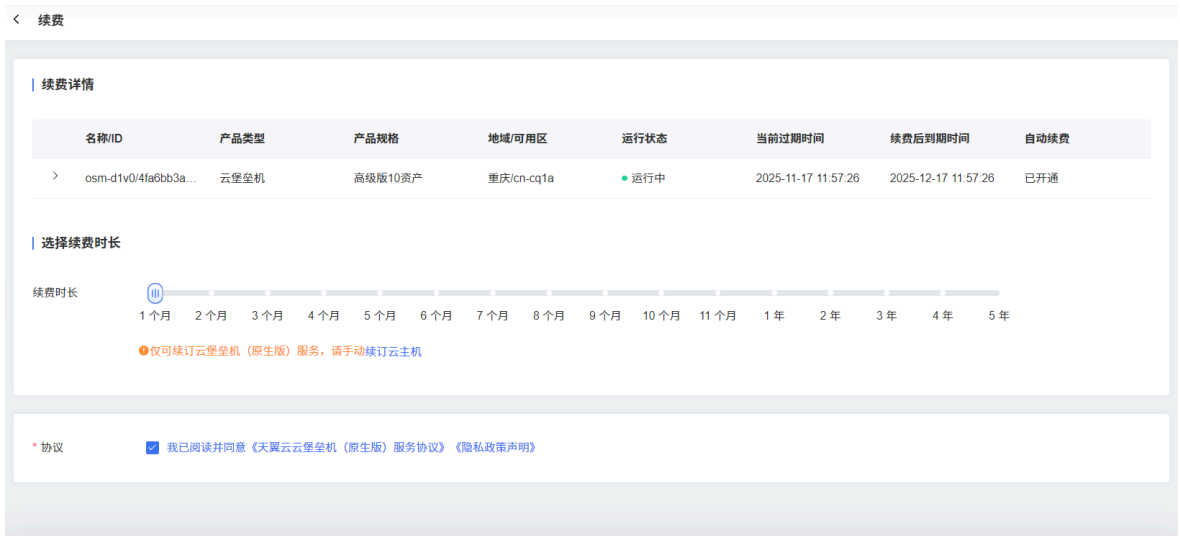 续费
续费详情
名称/ID 产品类型 产品规格 地域/可用区 运行状态 当前过期时间 续费后到期时间 自动续费
osm-d1v0/4fa6bb3a... 云堡垒机 高级版10资产 重庆/cn-cq1a 运行中 2025-11-17 11:57:26 2025-12-17 11:57:26 已开通
选择续费时长
续费时长
1 个月 2 个月 3 个月 4 个月 5 个月 6 个月 7 个月 8 个月 9 个月 10 个月 11 个月 1 年 2 年 3 年 4 年 5 年
仅可续订云堡垒机（原生版）服务，请手动续订云主机
* 协议 我已阅读并同意《天翼云云堡垒机（原生版）服务协议》《隐私政策声明》